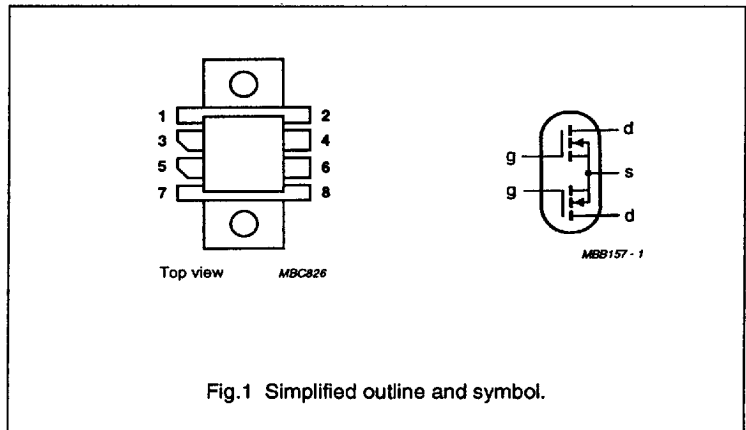 1 2
3 4
5 6
7 8
Top view MBC826
g d
s
g d
MBB157 - 1
Fig.1 Simplified outline and symbol.